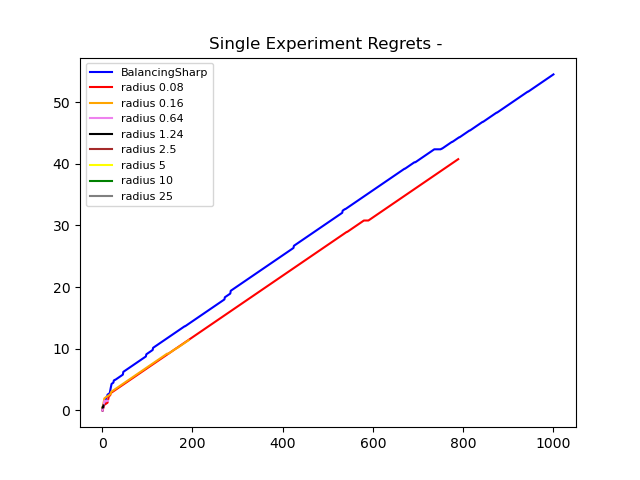 Single Experiment Regrets -
BalancingSharp
radius 0.08
radius 0.16
radius 0.64
radius 1.24
radius 2.5
radius 5
radius 10
radius 25
50
40
30
20
10
0
0 200 400 600 800 1000